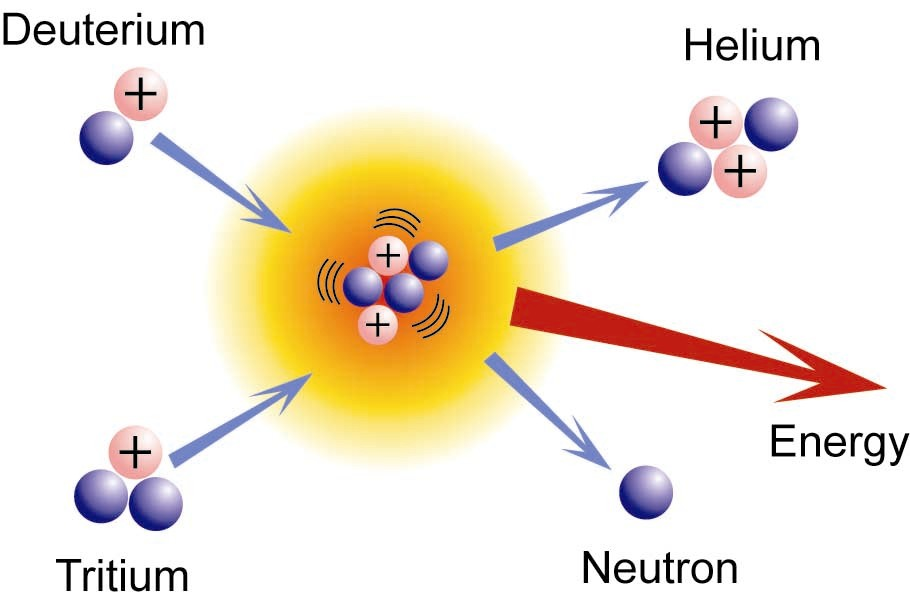 Deuterium
Helium
+
+
+
+
+
+
Energy
Tritium
Neutron